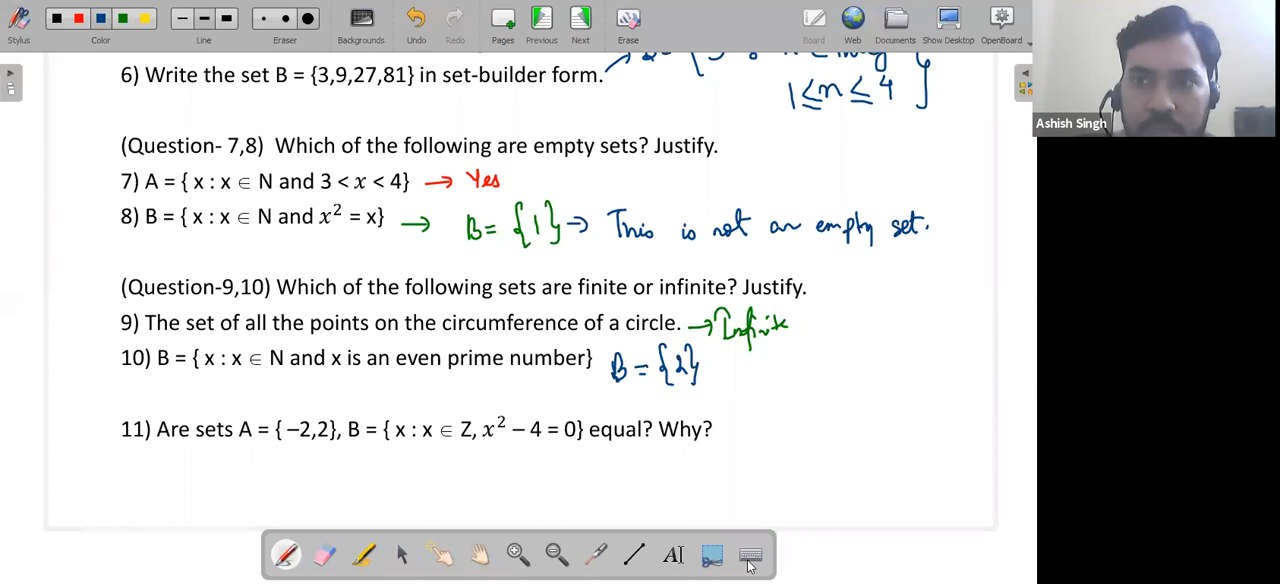 Stylus Color Line Eraser Backgrounds Undo Redo Pages Previous Next Erase Board Web Documents Show Desktop OpenBoard
6) Write the set B = {3,9,27,81} in set-builder form.
1 ≤ n ≤ 4 }
Ashish Singh
(Question- 7,8) Which of the following are empty sets? Justify.
7) A = { x : x ∈ N and 3 < x < 4} → Yes
8) B = { x : x ∈ N and x² = x} → B = {1} → This is not an empty set.
(Question-9,10) Which of the following sets are finite or infinite? Justify.
9) The set of all the points on the circumference of a circle. → Infinite
10) B = { x : x ∈ N and x is an even prime number} B = {2}
11) Are sets A = { –2,2}, B = { x : x ∈ Z, x² – 4 = 0} equal? Why?